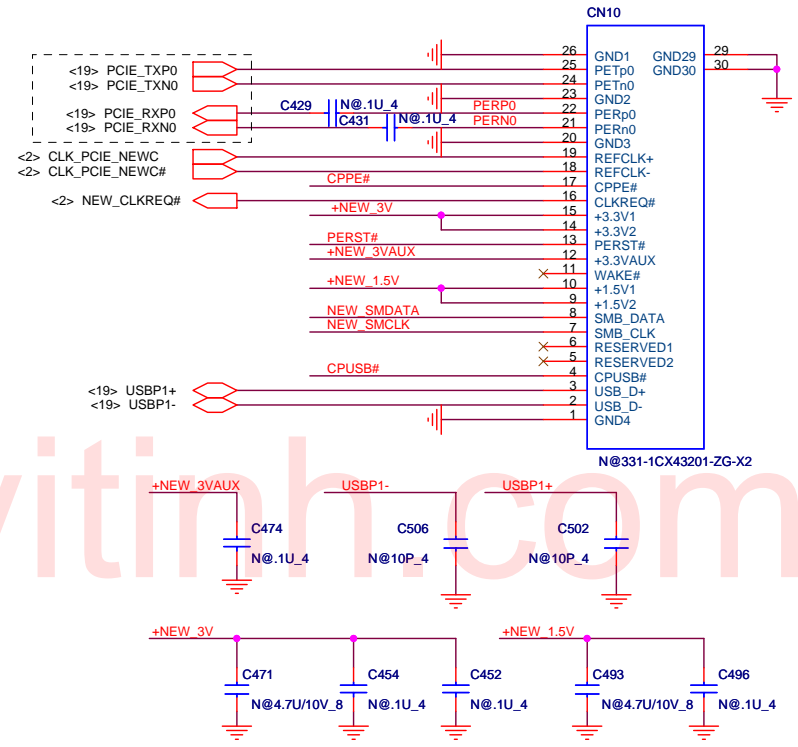 CN10
26 GND1 GND29 29
<19> PCIE_TXP0 25 PETp0 GND30 30
<19> PCIE_TXN0 24 PETn0
23 GND2
<19> PCIE_RXP0 C429 N@.1U_4 PERP0 22 PERp0
<19> PCIE_RXN0 C431 N@.1U_4 PERN0 21 PERn0
20 GND3
<2> CLK_PCIE_NEWC 19 REFCLK+
<2> CLK_PCIE_NEWC# 18 REFCLK-
CPPE# 17 CPPE#
<2> NEW_CLKREQ# 16 CLKREQ#
+NEW_3V 15 +3.3V1
14 +3.3V2
PERST# 13 PERST#
+NEW_3VAUX 12 +3.3VAUX
11 WAKE#
+NEW_1.5V 10 +1.5V1
9 +1.5V2
NEW_SMDATA 8 SMB_DATA
NEW_SMCLK 7 SMB_CLK
6 RESERVED1
5 RESERVED2
CPUSB# 4 CPUSB#
<19> USBP1+ 3 USB_D+
<19> USBP1- 2 USB_D-
1 GND4
N@331-1CX43201-ZG-X2
vitinh.com
+NEW_3VAUX USBP1- USBP1+
C474 C506 C502
N@.1U_4 N@10P_4 N@10P_4
+NEW_3V +NEW_1.5V
C471 C454 C452 C493 C496
N@4.7U/10V_8 N@.1U_4 N@.1U_4 N@4.7U/10V_8 N@.1U_4